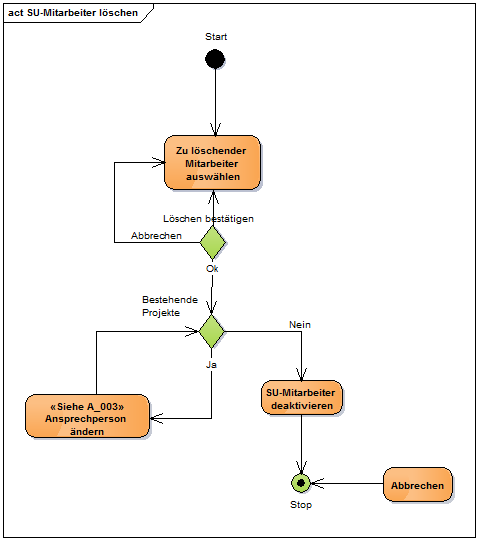 act SU-Mitarbeiter löschen
Start
Zu löschender
Mitarbeiter
auswählen
Löschen bestätigen
Abbrechen
Ok
Bestehende
Projekte
Nein
Ja
SU-Mitarbeiter
deaktivieren
«Siehe A_003»
Ansprechperson
ändern
Abbrechen
Stop